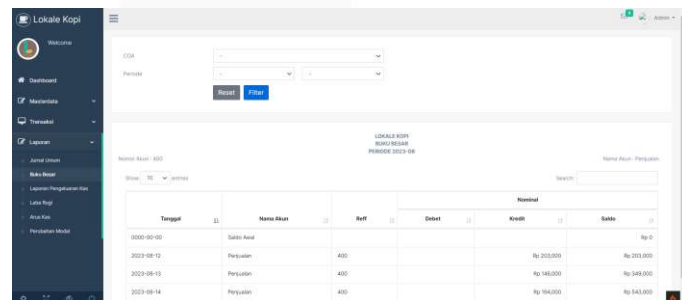 Lokale Kopi
Admin
Welcome
Dashboard
Masterdata
Transaksi
Laporan
Jurnal Umum
Buku Besar
Laporan Pengeluaran Kas
Laba Rugi
Arus Kas
Perubahan Modal
COA
Periode
Reset Filter
LOKALE KOPI
BUKU BESAR
PERIODE 2023-08
Nomor Akun : 400 Nama Akun : Penjualan
Show 10 entries Search:
Nominal
Tanggal Nama Akun Reff Debet Kredit Saldo
0000-00-00 Saldo Awal Rp 0
2023-08-12 Penjualan 400 Rp 203,000 Rp 203,000
2023-08-13 Penjualan 400 Rp 146,000 Rp 349,000
2023-08-14 Penjualan 400 Rp 194,000 Rp 543,000